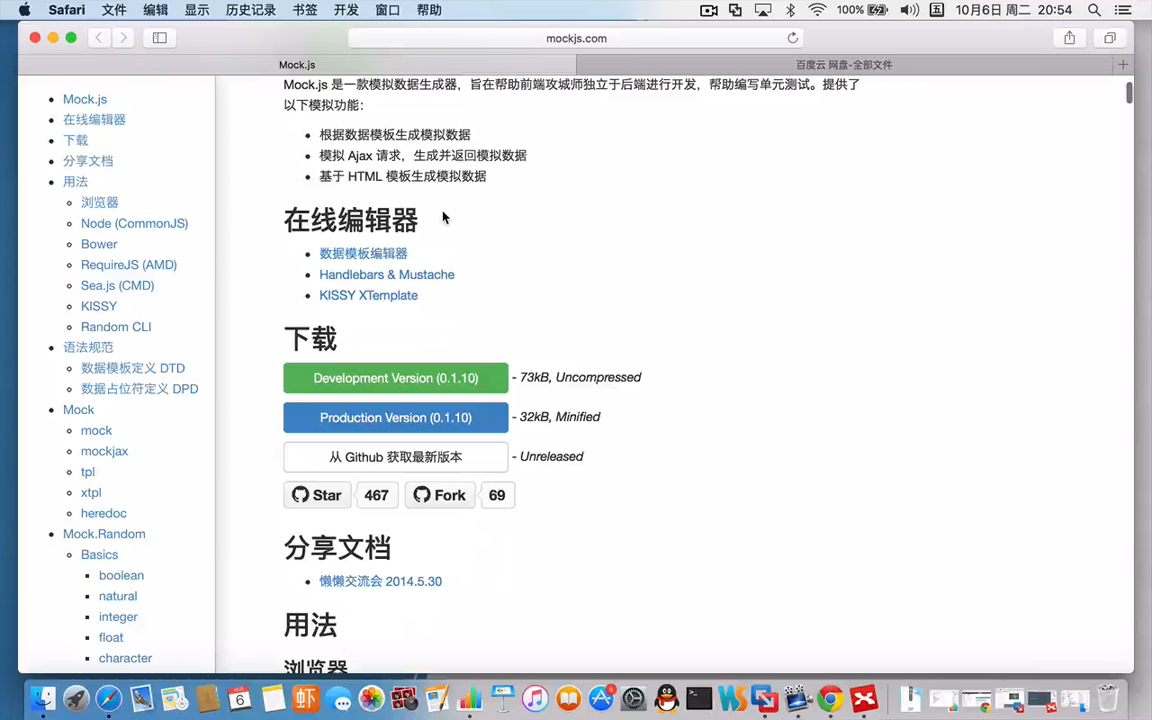 Safari 文件 编辑 显示 历史记录 书签 开发 窗口 帮助 100% 五 10月6日 周二 20:54
mockjs.com
Mock.js 百度云 网盘-全部文件
Mock.js
在线编辑器
下载
分享文档
用法
浏览器
Node (CommonJS)
Bower
RequireJS (AMD)
Sea.js (CMD)
KISSY
Random CLI
语法规范
数据模板定义 DTD
数据占位符定义 DPD
Mock
mock
mockjax
tpl
xtpl
heredoc
Mock.Random
Basics
boolean
natural
integer
float
character
Mock.js 是一款模拟数据生成器，旨在帮助前端攻城师独立于后端进行开发，帮助编写单元测试。提供了
以下模拟功能：
根据数据模板生成模拟数据
模拟 Ajax 请求，生成并返回模拟数据
基于 HTML 模板生成模拟数据
在线编辑器
数据模板编辑器
Handlebars & Mustache
KISSY XTemplate
下载
Development Version (0.1.10) - 73kB, Uncompressed
Production Version (0.1.10) - 32kB, Minified
从 Github 获取最新版本 - Unreleased
Star 467 Fork 69
分享文档
懒懒交流会 2014.5.30
用法
浏览器
6 虾